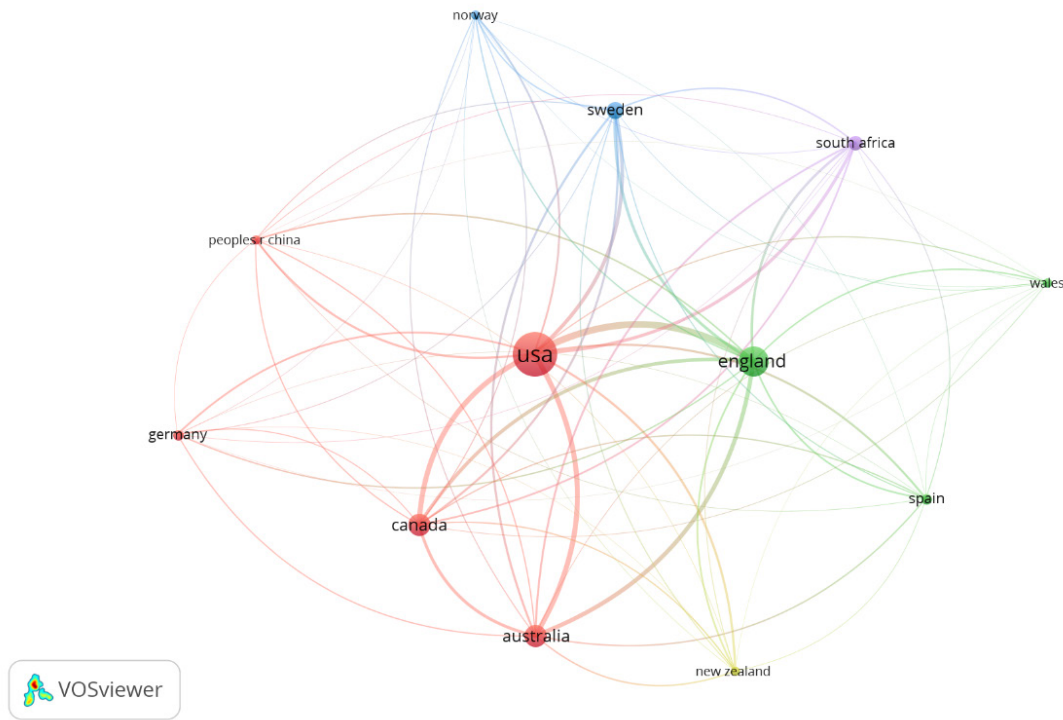 norway
sweden
south africa
peoples r china
wales
usa
england
germany
spain
canada
australia
new zealand
VOSviewer